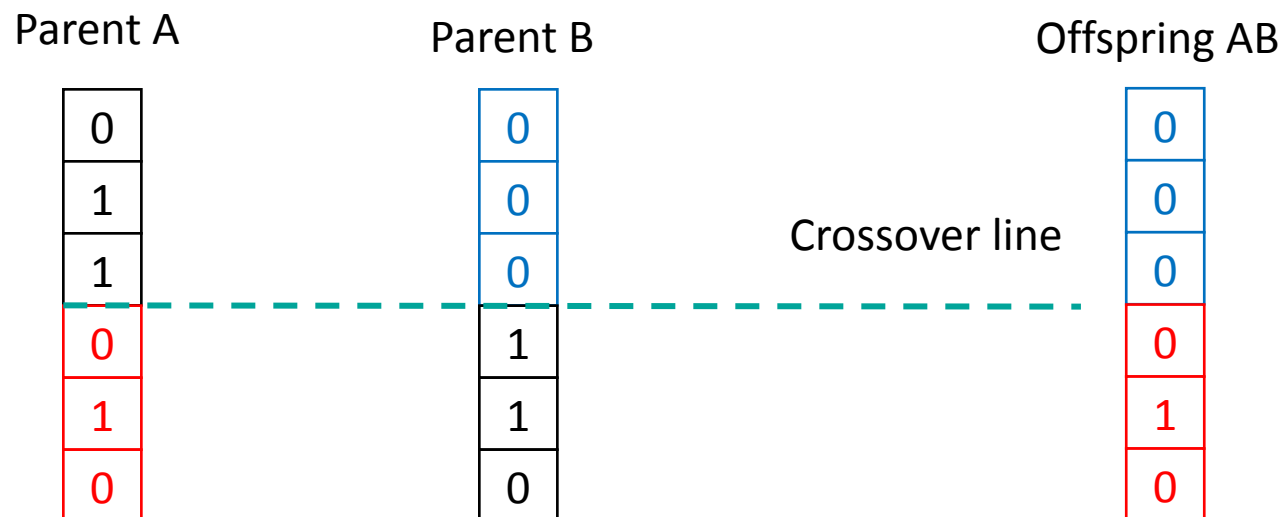 Parent A
Parent B
Offspring AB
0 0 0
1 0 0
Crossover line
1 0 0
0 1 0
1 1 1
0 0 0